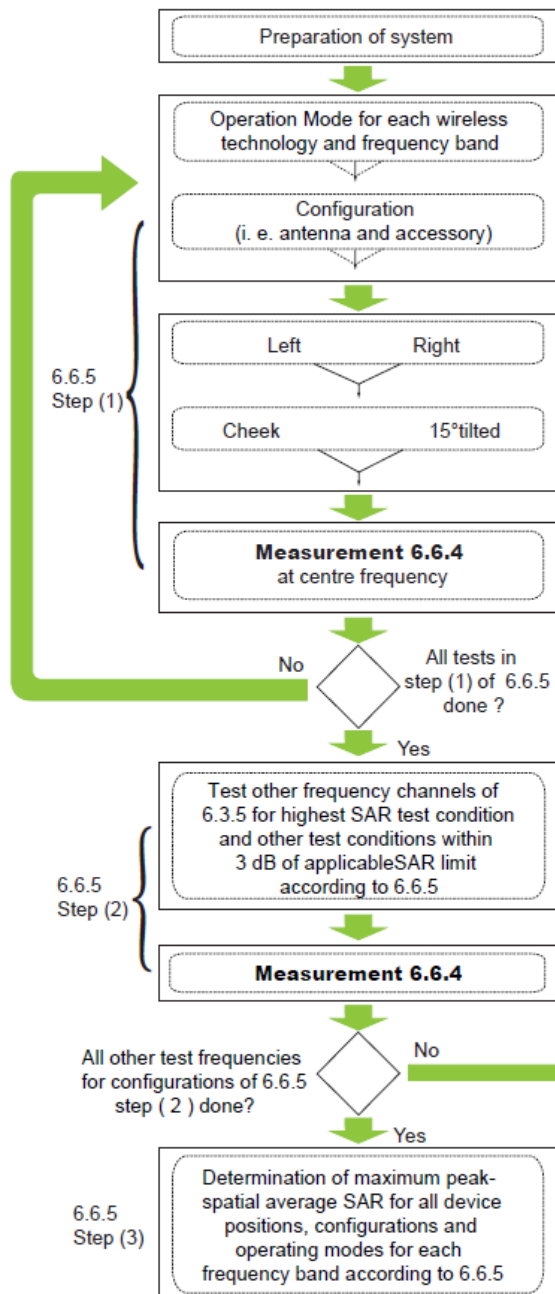 Preparation of system
Operation Mode for each wireless
technology and frequency band
Configuration
(i. e. antenna and accessory)
Left Right
6.6.5
Step (1)
Cheek 15°tilted
Measurement 6.6.4
at centre frequency
No
All tests in
step (1) of 6.6.5
done ?
Yes
Test other frequency channels of
6.3.5 for highest SAR test condition
and other test conditions within
3 dB of applicableSAR limit
according to 6.6.5
6.6.5
Step (2)
Measurement 6.6.4
All other test frequencies
for configurations of 6.6.5
step ( 2 ) done?
No
Yes
6.6.5
Step (3)
Determination of maximum peak-
spatial average SAR for all device
positions, configurations and
operating modes for each
frequency band according to 6.6.5